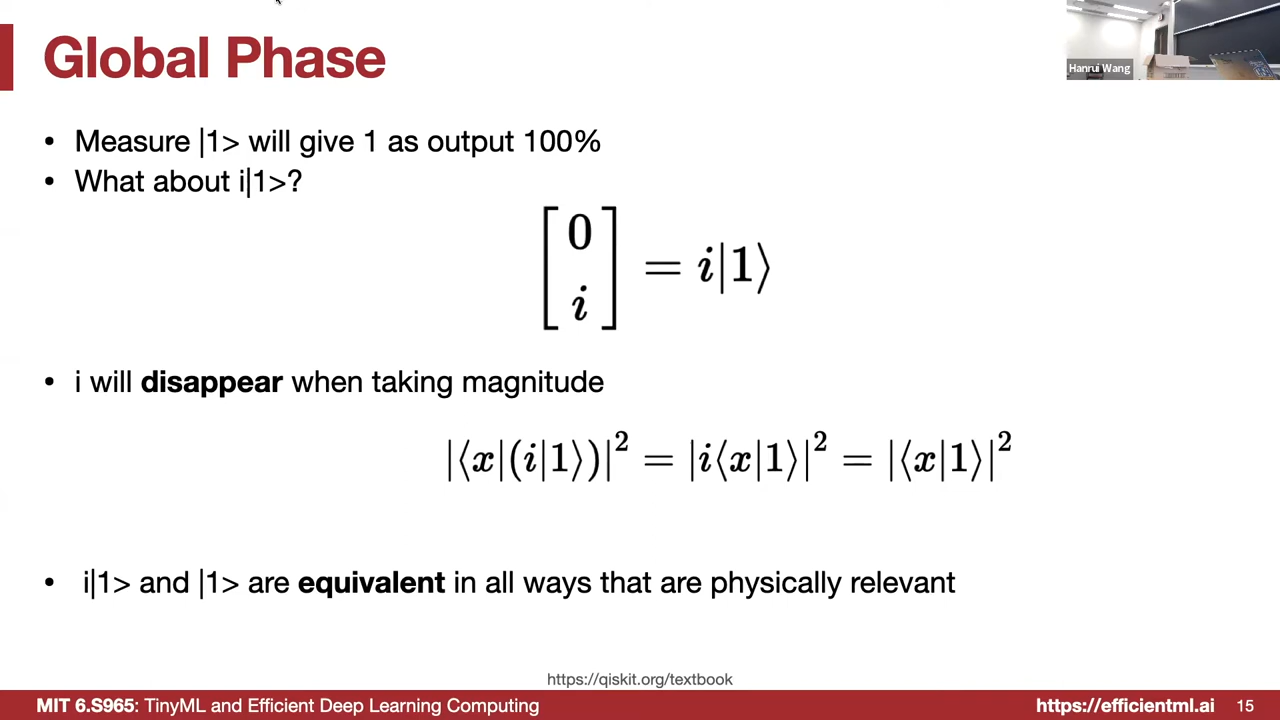 Global Phase
Hanrui Wang
• Measure |1> will give 1 as output 100%
• What about i|1>?
[0 i] = i|1⟩
• i will disappear when taking magnitude
|⟨x|(i|1⟩)|² = |i⟨x|1⟩|² = |⟨x|1⟩|²
• i|1> and |1> are equivalent in all ways that are physically relevant
https://qiskit.org/textbook
MIT 6.S965: TinyML and Efficient Deep Learning Computing
https://efficientml.ai
15